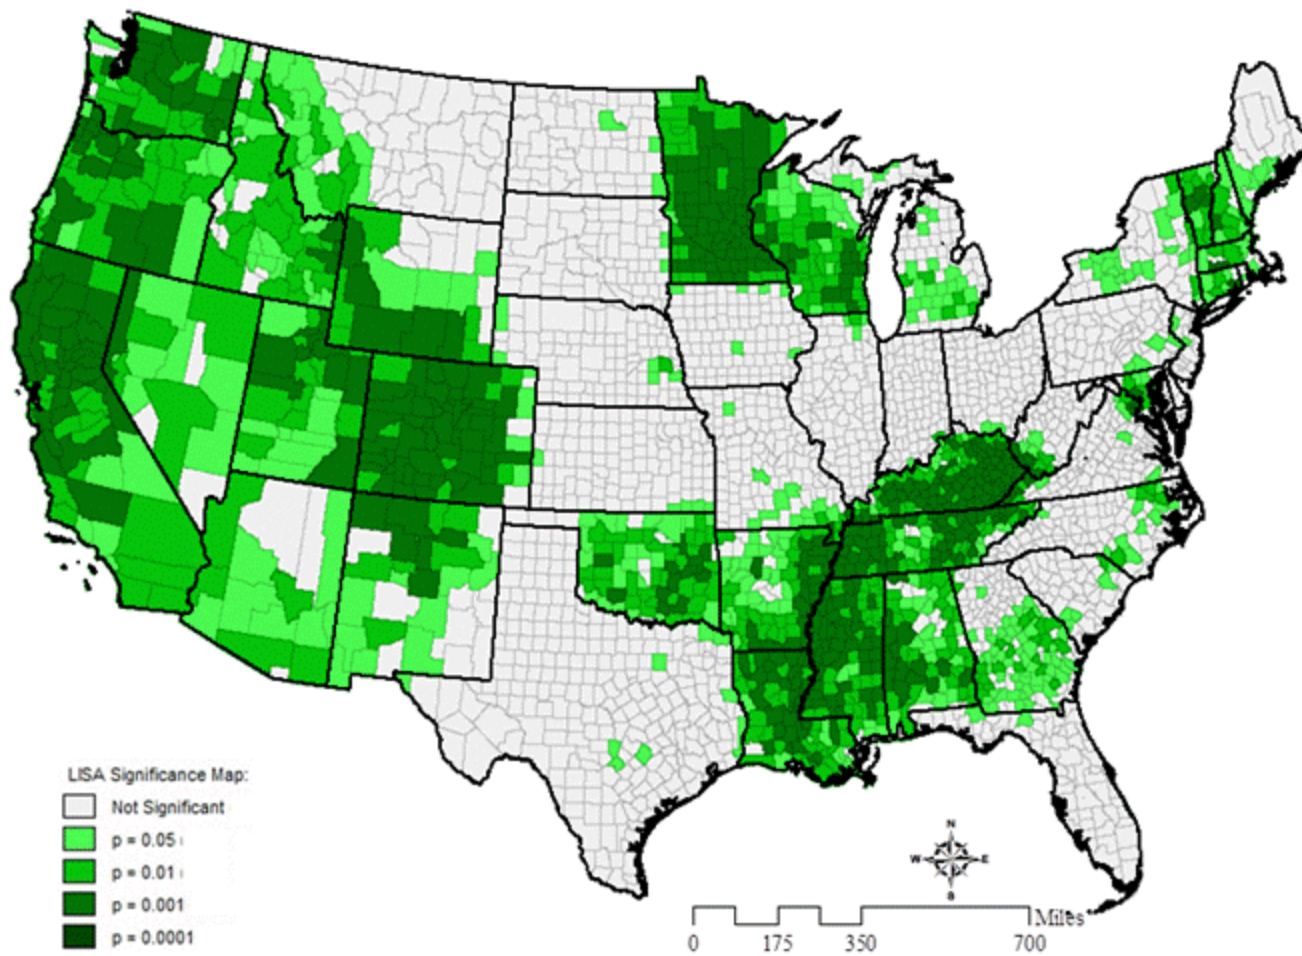 LISA Significance Map:
Not Significant
p = 0.05
p = 0.01
p = 0.001
p = 0.0001
N
W E
S
Miles
0 175 350 700